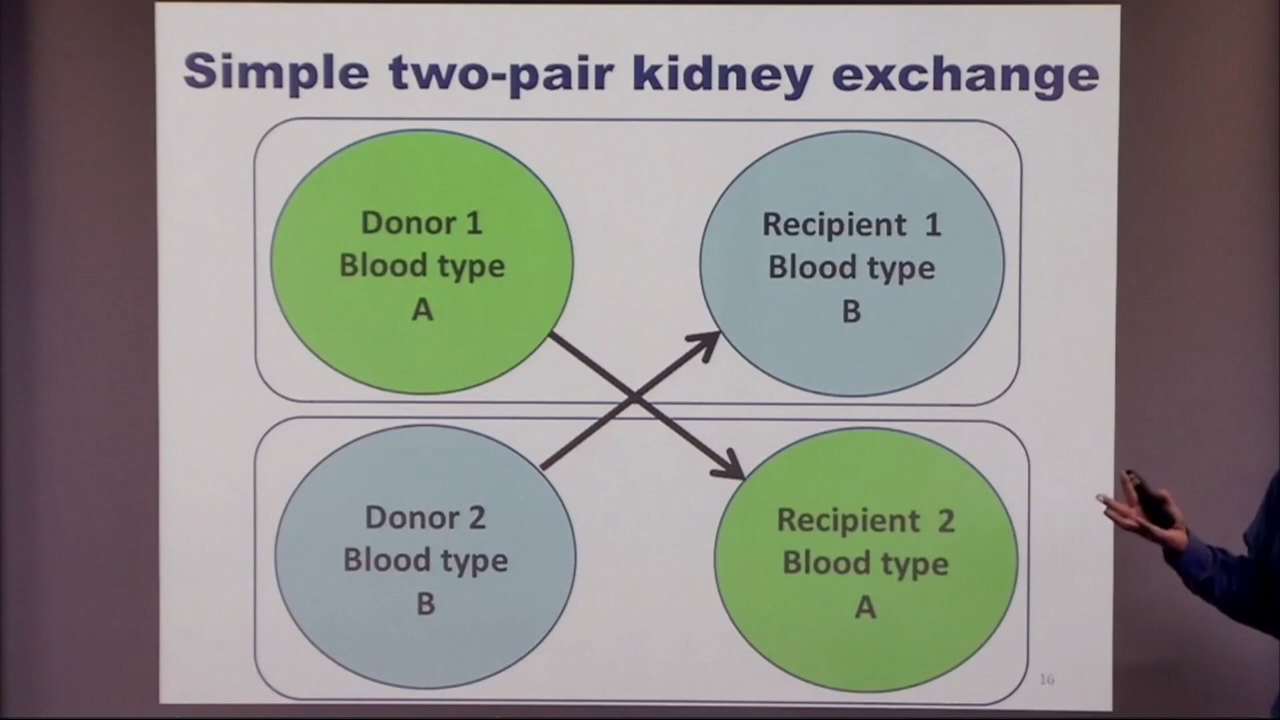 Simple two-pair kidney exchange
Donor 1
Blood type
A
Recipient 1
Blood type
B
Donor 2
Blood type
B
Recipient 2
Blood type
A
16